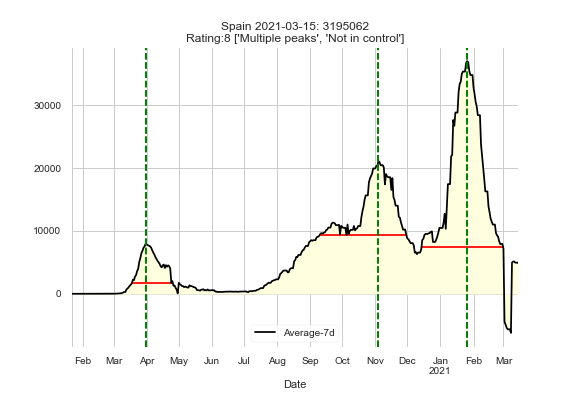 Spain 2021-03-15: 3195062
Rating:8 ['Multiple peaks', 'Not in control']
30000
20000
10000
0
Average-7d
Feb Mar Apr May Jun Jul Aug Sep Oct Nov Dec Jan Feb Mar
2021
Date